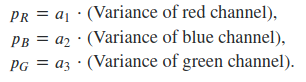 p_R = a_1 · (Variance of red channel),
p_B = a_2 · (Variance of blue channel),
p_G = a_3 · (Variance of green channel).